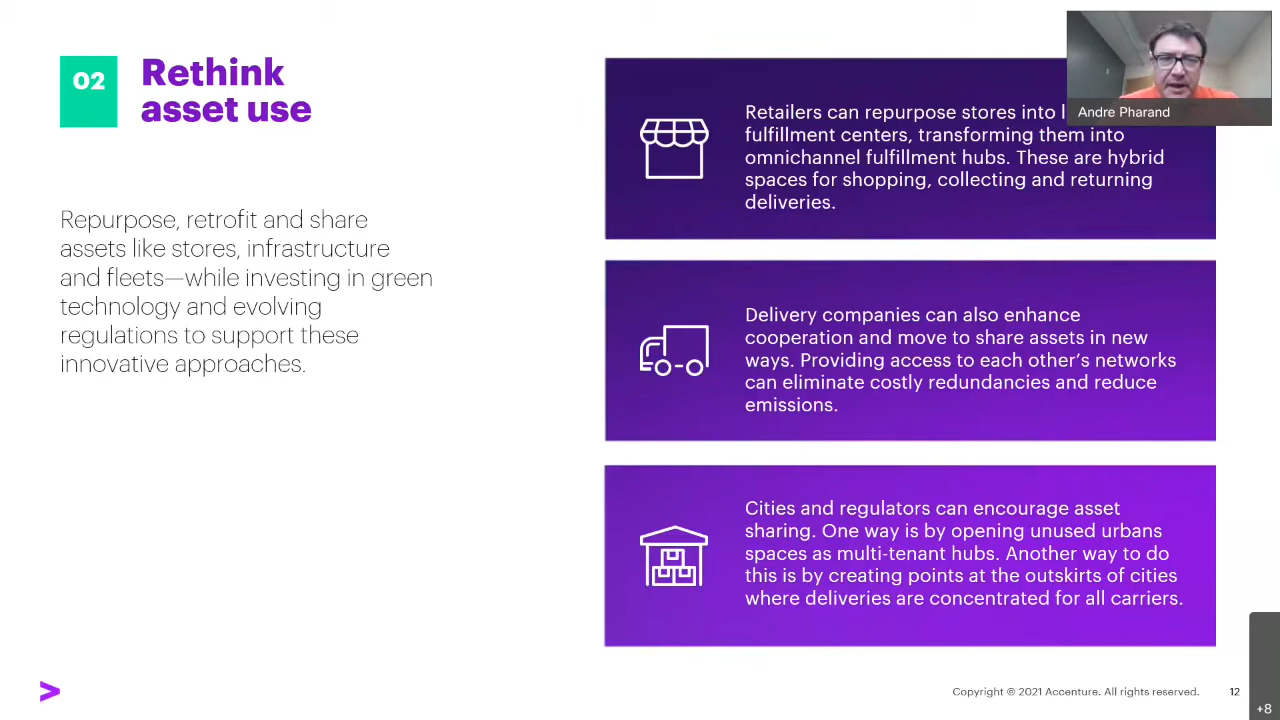 02
Rethink
asset use
Repurpose, retrofit and share
assets like stores, infrastructure
and fleets—while investing in green
technology and evolving
regulations to support these
innovative approaches.
Retailers can repurpose stores into
fulfillment centers, transforming them into
omnichannel fulfillment hubs. These are hybrid
spaces for shopping, collecting and returning
deliveries.
Andre Pharand
Delivery companies can also enhance
cooperation and move to share assets in new
ways. Providing access to each other's networks
can eliminate costly redundancies and reduce
emissions.
Cities and regulators can encourage asset
sharing. One way is by opening unused urbans
spaces as multi-tenant hubs. Another way to do
this is by creating points at the outskirts of cities
where deliveries are concentrated for all carriers.
Copyright © 2021 Accenture. All rights reserved. 12
+8